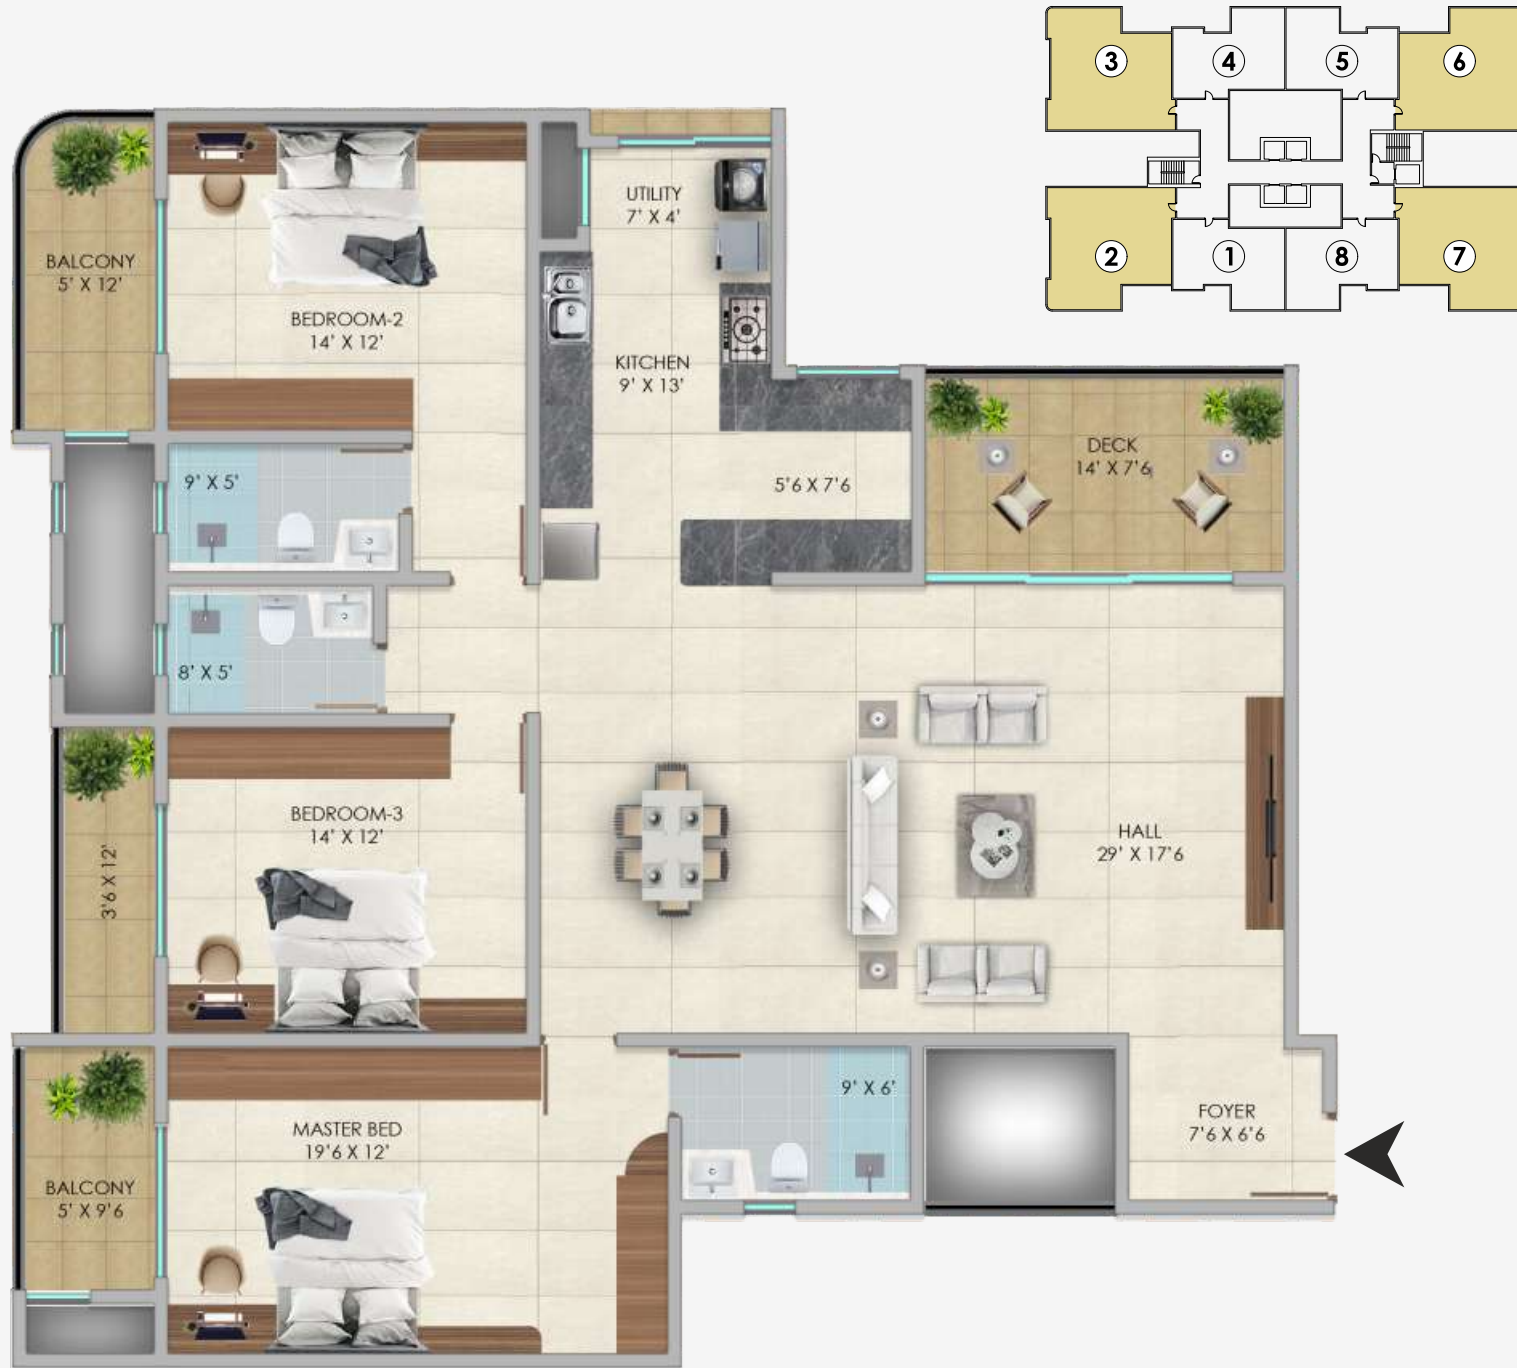 3
4
5
6
2
1
8
7
UTILITY
7' X 4'
BALCONY
5' X 12'
BEDROOM-2
14' X 12'
KITCHEN
9' X 13'
DECK
14' X 7'6
9' X 5'
5'6 X 7'6
8' X 5'
BEDROOM-3
14' X 12'
HALL
29' X 17'6
3'6 X 12'
9' X 6'
FOYER
7'6 X 6'6
MASTER BED
19'6 X 12'
BALCONY
5' X 9'6